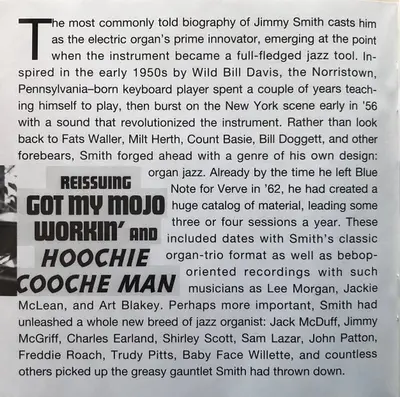 The most commonly told biography of Jimmy Smith casts him
as the electric organ's prime innovator, emerging at the point
when the instrument became a full-fledged jazz tool. In-
spired in the early 1950s by Wild Bill Davis, the Norristown,
Pennsylvania–born keyboard player spent a couple of years teach-
ing himself to play, then burst on the New York scene early in '56
with a sound that revolutionized the instrument. Rather than look
back to Fats Waller, Milt Herth, Count Basie, Bill Doggett, and other
forebears, Smith forged ahead with a genre of his own design:
organ jazz. Already by the time he left Blue
Note for Verve in '62, he had created a
huge catalog of material, leading some
three or four sessions a year. These
included dates with Smith's classic
organ-trio format as well as bebop-
oriented recordings with such
musicians as Lee Morgan, Jackie
McLean, and Art Blakey. Perhaps more important, Smith had
unleashed a whole new breed of jazz organist: Jack McDuff, Jimmy
McGriff, Charles Earland, Shirley Scott, Sam Lazar, John Patton,
Freddie Roach, Trudy Pitts, Baby Face Willette, and countless
others picked up the greasy gauntlet Smith had thrown down.
REISSUING
GOT MY MOJO
WORKIN' AND
HOOCHIE
COOCHE MAN